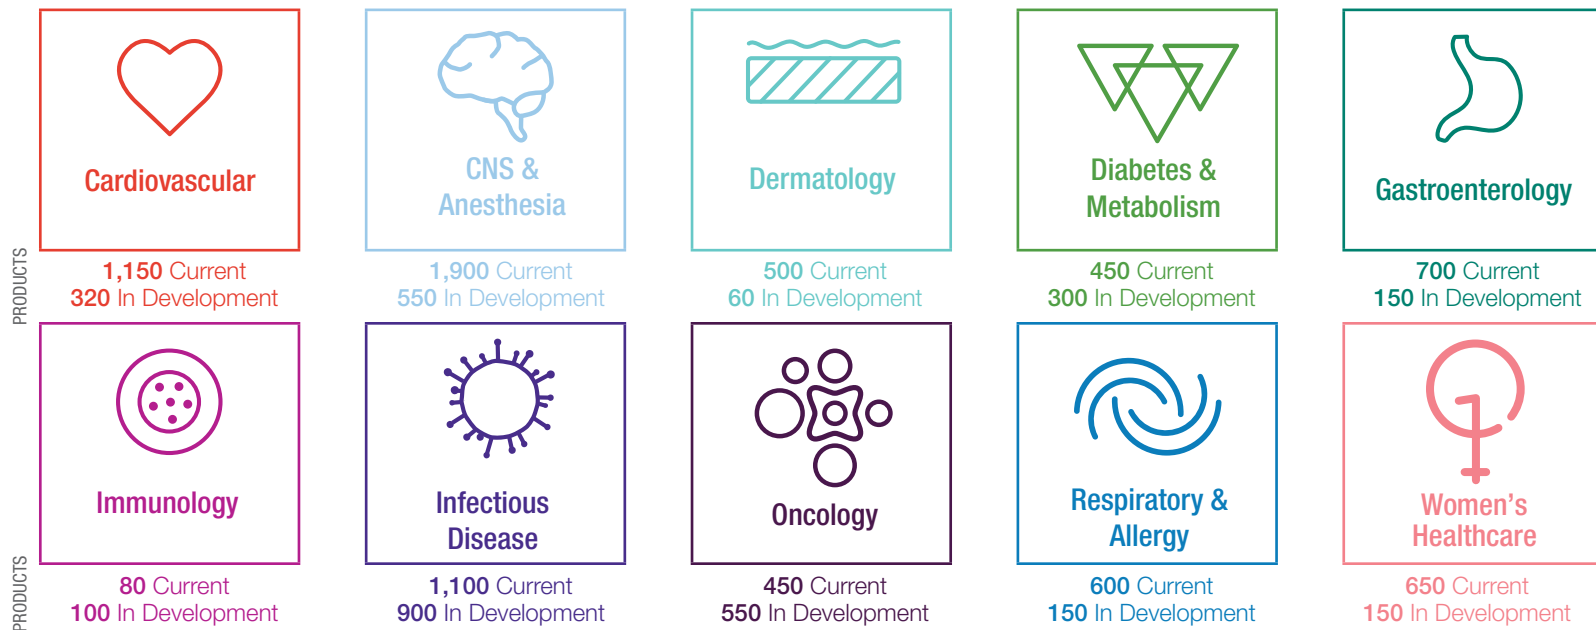 Cardiovascular
CNS &
Anesthesia
Dermatology
Diabetes &
Metabolism
Gastroenterology
PRODUCTS
1,150 Current
320 In Development
1,900 Current
550 In Development
500 Current
60 In Development
450 Current
300 In Development
700 Current
150 In Development
Immunology
Infectious
Disease
Oncology
Respiratory &
Allergy
Women's
Healthcare
PRODUCTS
80 Current
100 In Development
1,100 Current
900 In Development
450 Current
550 In Development
600 Current
150 In Development
650 Current
150 In Development